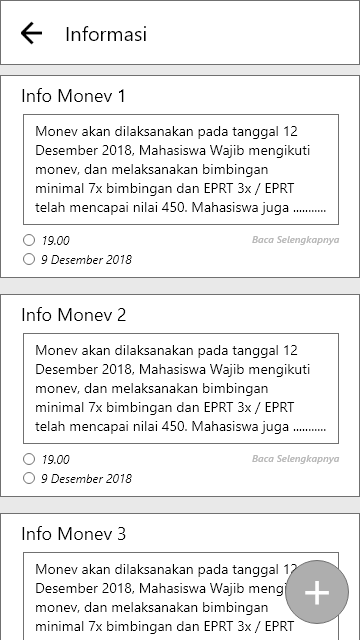 Informasi
Info Monev 1
Monev akan dilaksanakan pada tanggal 12
Desember 2018, Mahasiswa Wajib mengikuti
monev, dan melaksanakan bimbingan
minimal 7x bimbingan dan EPRT 3x / EPRT
telah mencapai nilai 450. Mahasiswa juga ...........
19.00
Baca Selengkapnya
9 Desember 2018
Info Monev 2
Monev akan dilaksanakan pada tanggal 12
Desember 2018, Mahasiswa Wajib mengikuti
monev, dan melaksanakan bimbingan
minimal 7x bimbingan dan EPRT 3x / EPRT
telah mencapai nilai 450. Mahasiswa juga ...........
19.00
Baca Selengkapnya
9 Desember 2018
Info Monev 3
Monev akan dilaksanakan pada tanggal 12
Desember 2018, Mahasiswa Wajib
monev, dan melaksanakan bimbingan
minimal 7x bimbingan dan EPRT 3x / EPRT